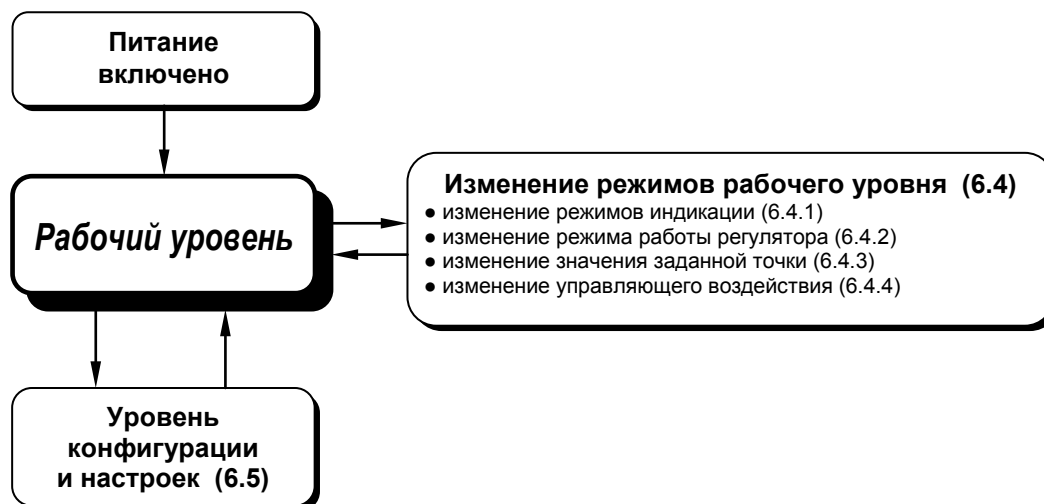 Питание
включено
Рабочий уровень
Изменение режимов рабочего уровня (6.4)
● изменение режимов индикации (6.4.1)
● изменение режима работы регулятора (6.4.2)
● изменение значения заданной точки (6.4.3)
● изменение управляющего воздействия (6.4.4)
Уровень
конфигурации
и настроек (6.5)